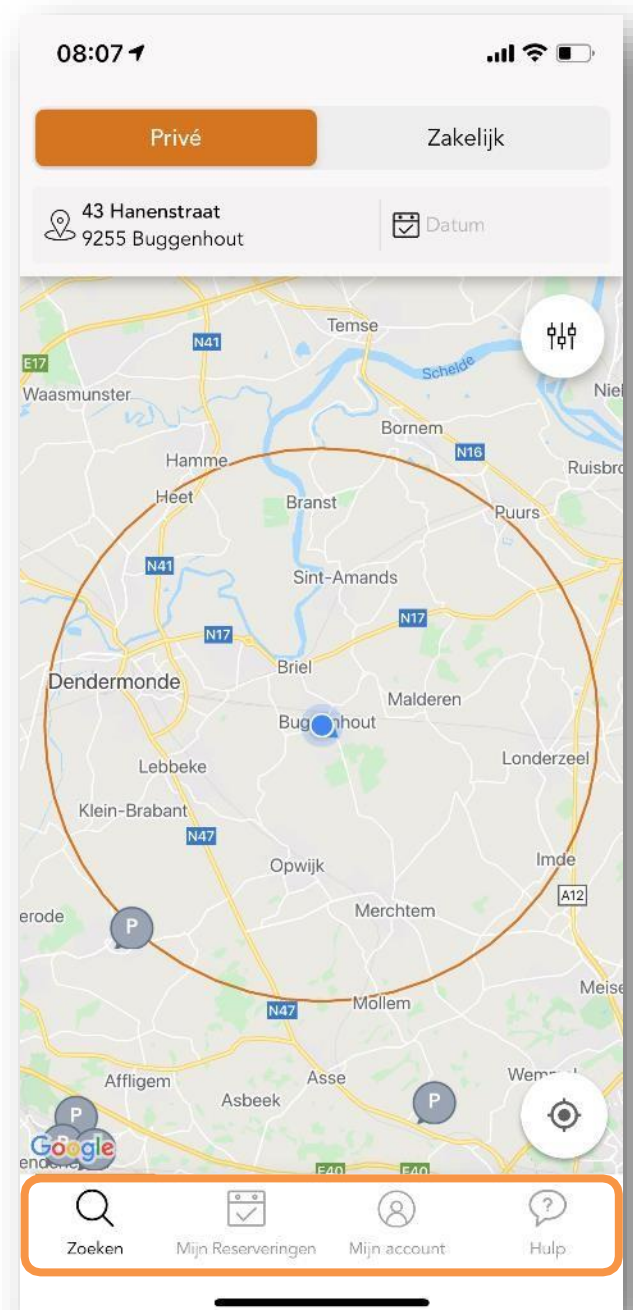 08:07
Privé
Zakelijk
43 Hanenstraat
9255 Buggenhout
Datum
Temse
N41
E17
Schelde
Waasmunster
Niel
Bornem
N16
Hamme
Ruisbro
Heet
Branst
Puurs
N41
Sint-Amands
N17
N17
Briel
Dendermonde
Malderen
Buggenhout
Londerzeel
Lebbeke
Klein-Brabant
N47
Opwijk
Imde
A12
Merchtem
erode
P
Meise
N47
Mollem
Affligem
Asse
Asbeek
P
P
Google
E40
E40
Zoeken
Mijn Reserveringen
Mijn account
Hulp